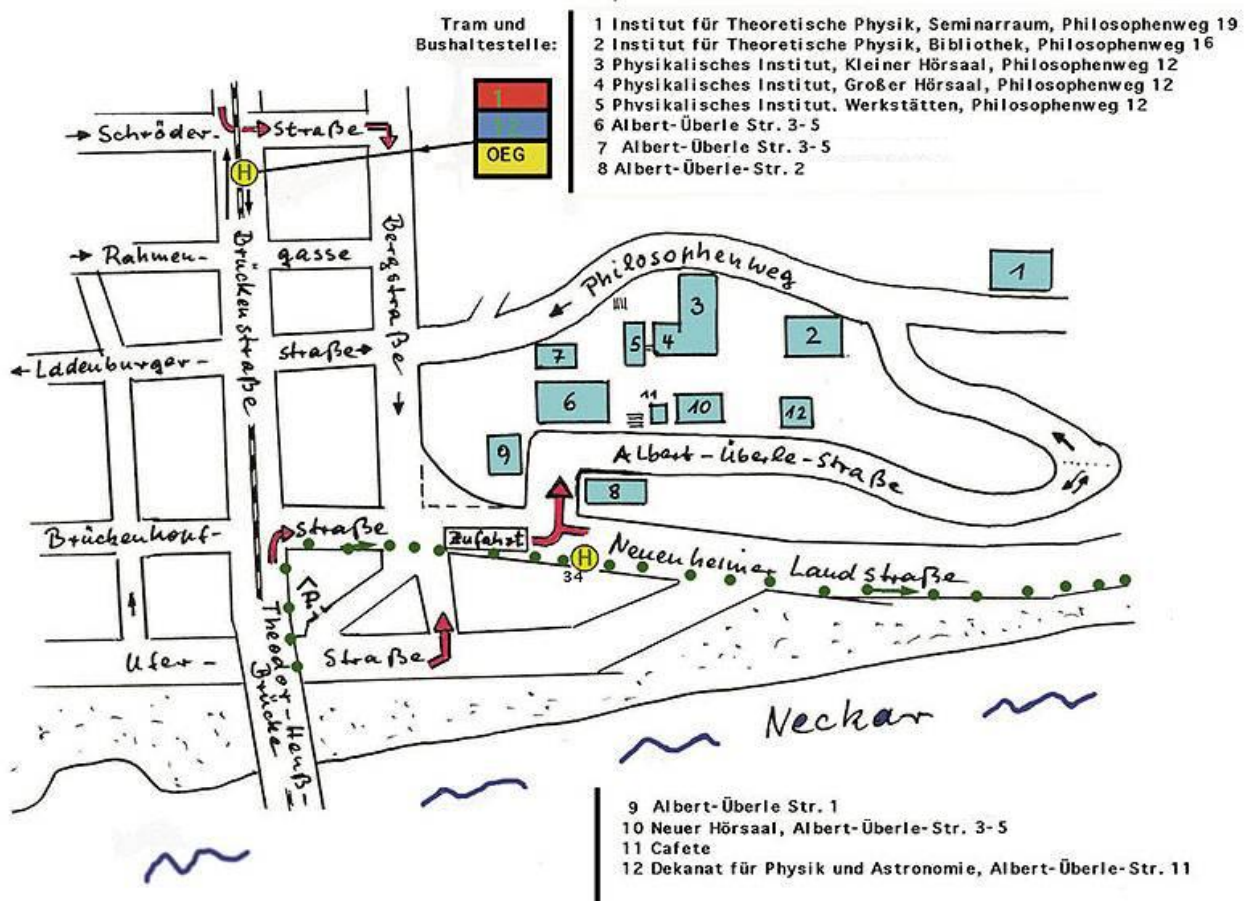 Tram und
Bushaltestelle:
1
OEG
1 Institut für Theoretische Physik, Seminarraum, Philosophenweg 19
2 Institut für Theoretische Physik, Bibliothek, Philosophenweg 16
3 Physikalisches Institut, Kleiner Hörsaal, Philosophenweg 12
4 Physikalisches Institut, Großer Hörsaal, Philosophenweg 12
5 Physikalisches Institut. Werkstätten, Philosophenweg 12
6 Albert-Überle Str. 3-5
7 Albert-Überle Str. 3-5
8 Albert-Überle-Str. 2
Schröder- Straße
H
Brückenstraße
Bergstraße
Rahmen- gasse
Philosophenweg
1
3
2
5
4
7
Ladenburger- straße
6
11
10
12
9
Albert-Überle-Straße
8
Brückenkopf- Straße
Zufahrt
H
34
Neuenheimer Landstraße
Ufer- Straße
Theodor-Heuß-
Brücke
Neckar
9 Albert-Überle Str. 1
10 Neuer Hörsaal, Albert-Überle-Str. 3-5
11 Cafete
12 Dekanat für Physik und Astronomie, Albert-Überle-Str. 11